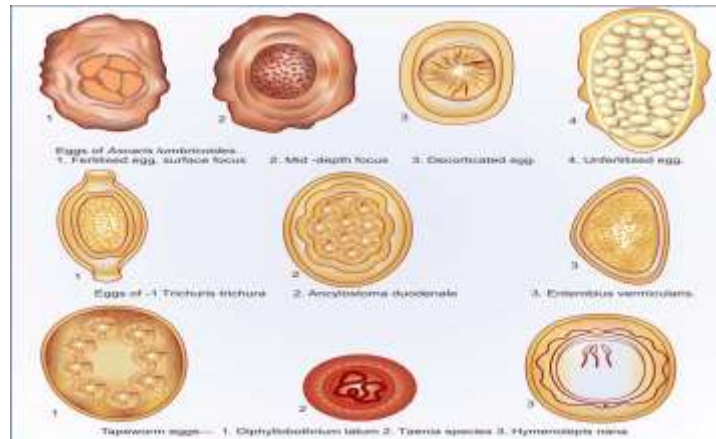 1
2
3
4
Eggs of Ascaris lumbricoides
1. Fertilised egg, surface focus 2. Mid -depth focus 3. Decorticated egg. 4. Unfertilised egg.
1
2
3
Eggs of -1 Trichuris trichura 2. Ancylostoma duodenale 3. Enterobius vermicularis.
1
2
3
Tapeworm eggs— 1. Diphyllobothrium latum 2. Taenia species 3. Hymenolepis nana